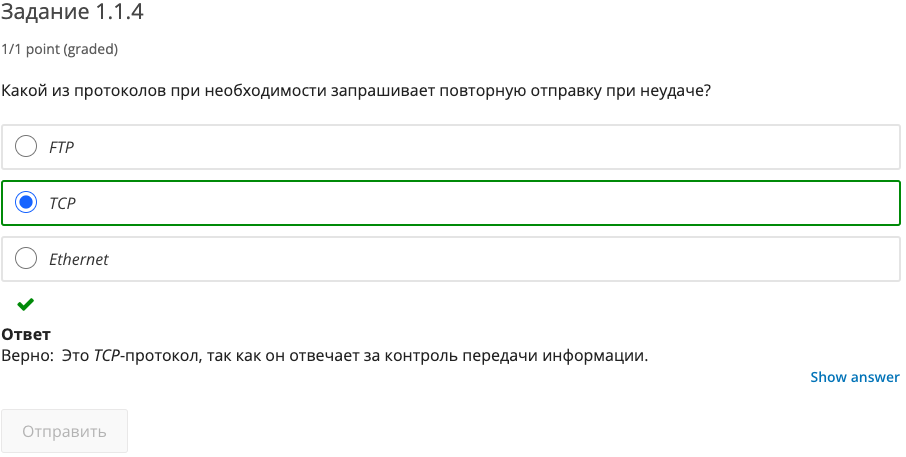 Задание 1.1.4
1/1 point (graded)
Какой из протоколов при необходимости запрашивает повторную отправку при неудаче?
FTP
TCP
Ethernet
Ответ
Верно: Это TCP-протокол, так как он отвечает за контроль передачи информации.
Show answer
Отправить